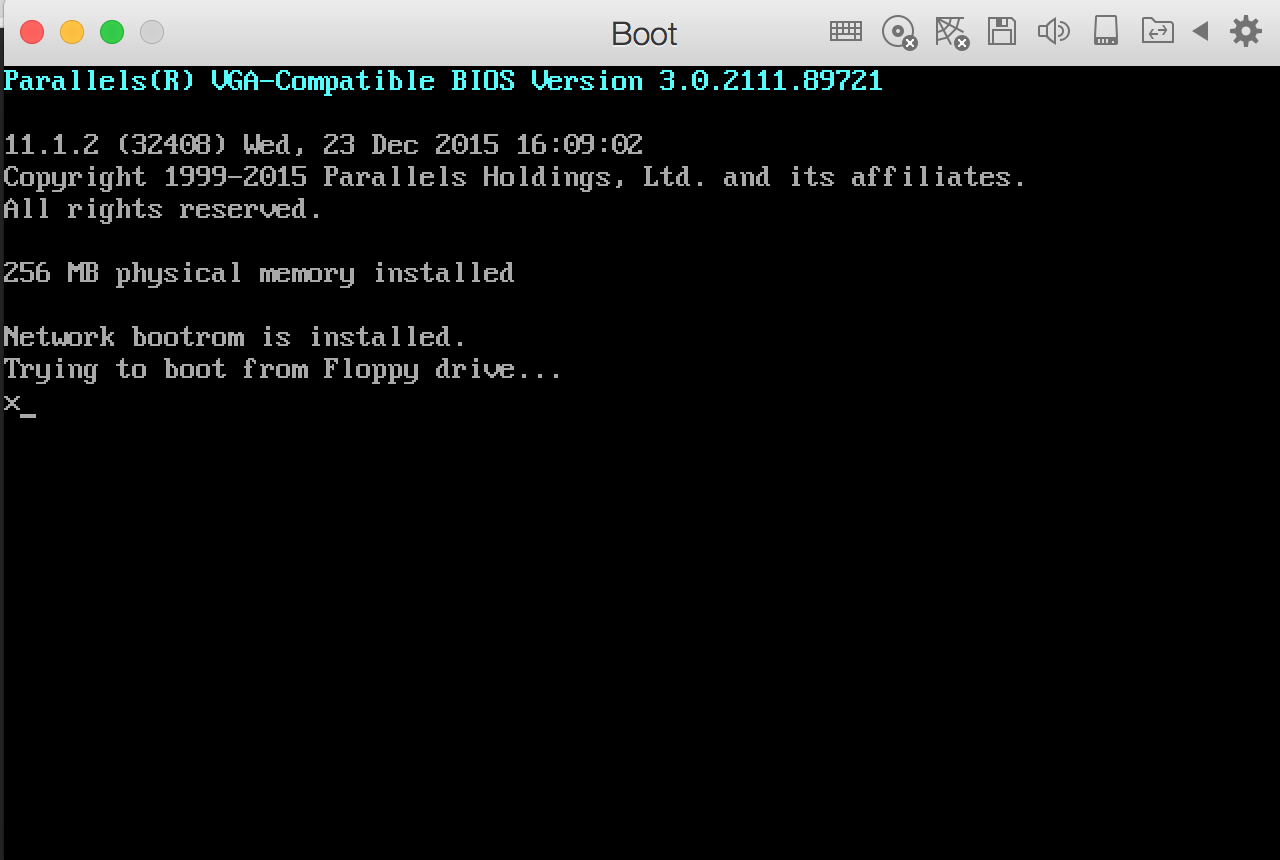 Boot
Parallels(R) VGA-Compatible BIOS Version 3.0.2111.89721
11.1.2 (32408) Wed, 23 Dec 2015 16:09:02
Copyright 1999-2015 Parallels Holdings, Ltd. and its affiliates.
All rights reserved.
256 MB physical memory installed
Network bootrom is installed.
Trying to boot from Floppy drive...
x_